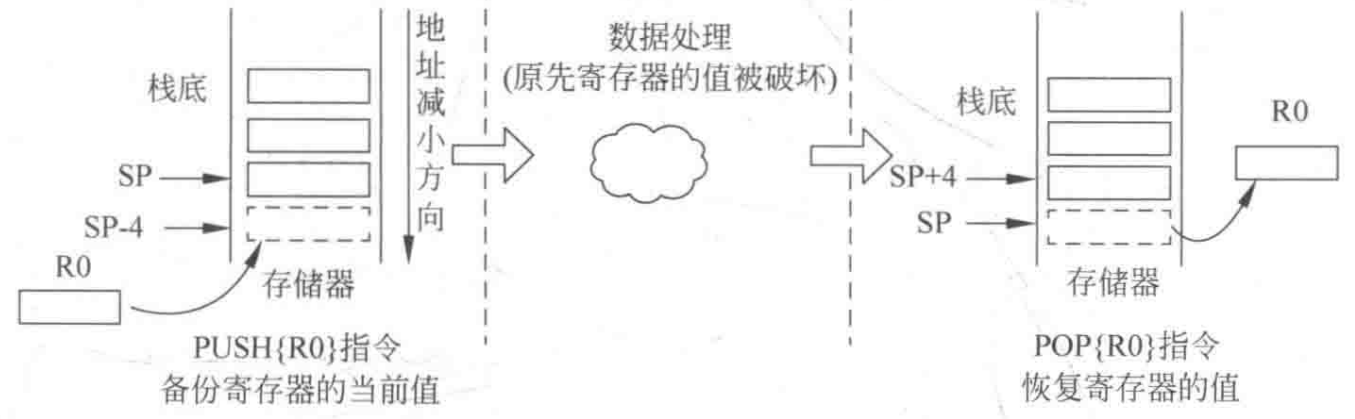 栈底
SP
SP-4
R0
存储器
地址减小方向
PUSH{R0}指令
备份寄存器的当前值
数据处理
(原先寄存器的值被破坏)
栈底
SP+4
SP
R0
存储器
POP{R0}指令
恢复寄存器的值